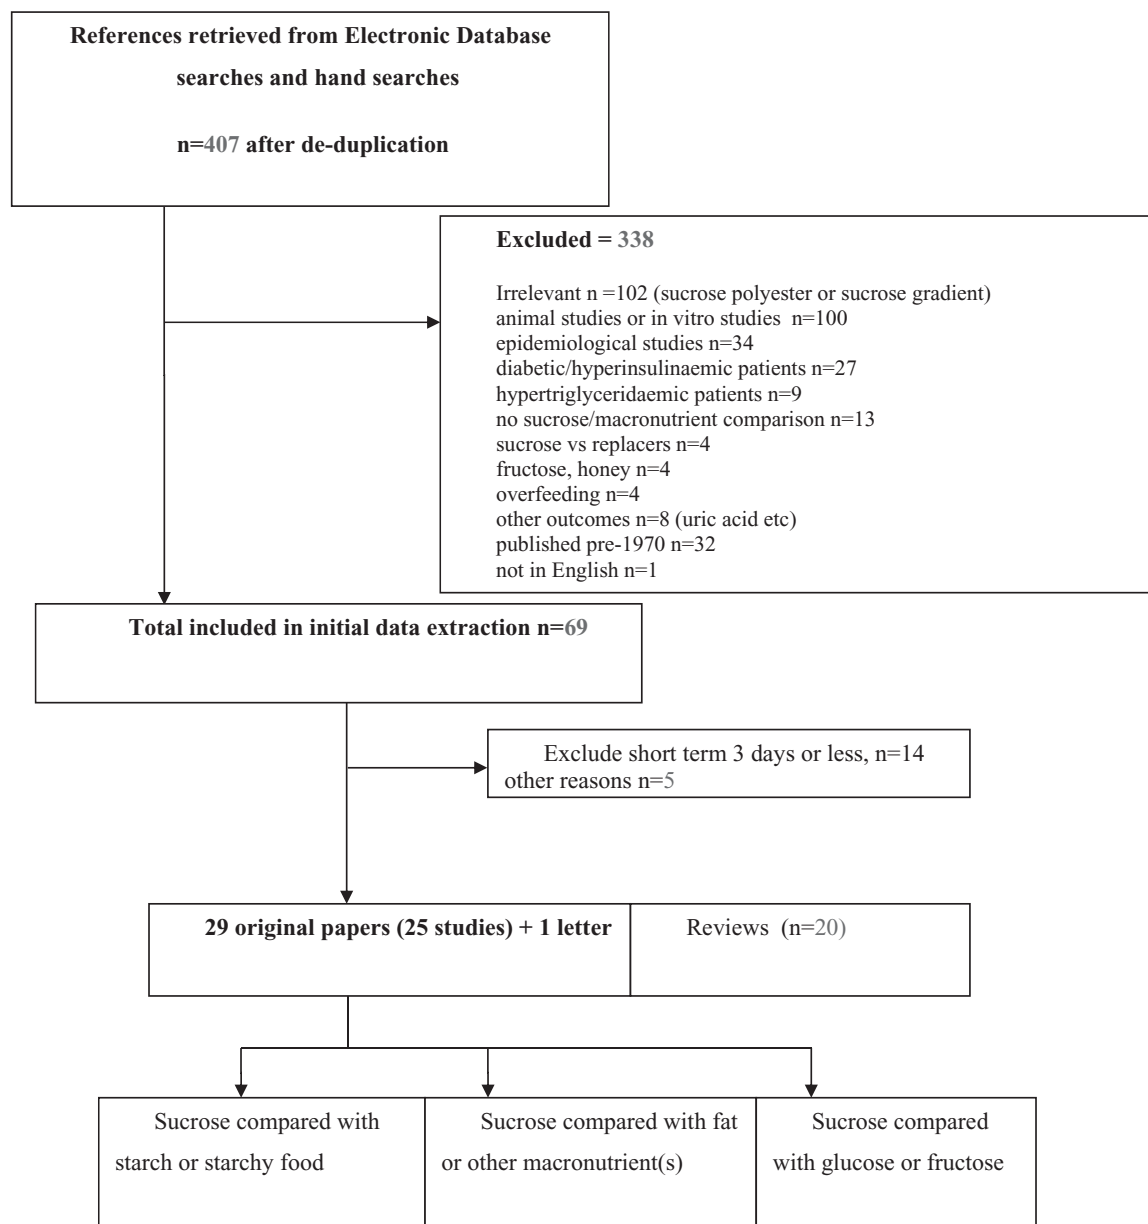 References retrieved from Electronic Database
searches and hand searches
n=407 after de-duplication
Excluded = 338
Irrelevant n =102 (sucrose polyester or sucrose gradient)
animal studies or in vitro studies n=100
epidemiological studies n=34
diabetic/hyperinsulinaemic patients n=27
hypertriglyceridaemic patients n=9
no sucrose/macronutrient comparison n=13
sucrose vs replacers n=4
fructose, honey n=4
overfeeding n=4
other outcomes n=8 (uric acid etc)
published pre-1970 n=32
not in English n=1
Total included in initial data extraction n=69
Exclude short term 3 days or less, n=14
other reasons n=5
29 original papers (25 studies) + 1 letter
Reviews (n=20)
Sucrose compared with
starch or starchy food
Sucrose compared with fat
or other macronutrient(s)
Sucrose compared
with glucose or fructose